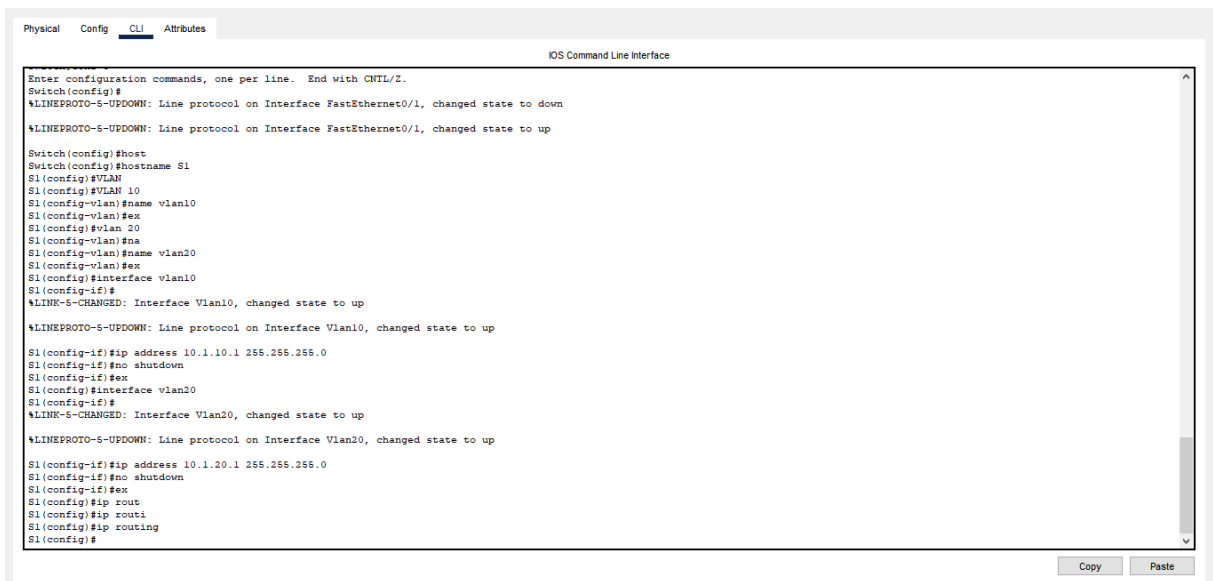 Physical Config CLI Attributes
IOS Command Line Interface
Enter configuration commands, one per line.  End with CNTL/Z.
Switch(config)#
%LINEPROTO-5-UPDOWN: Line protocol on Interface FastEthernet0/1, changed state to down
%LINEPROTO-5-UPDOWN: Line protocol on Interface FastEthernet0/1, changed state to up
Switch(config)#host
Switch(config)#hostname S1
S1(config)#VLAN
S1(config)#VLAN 10
S1(config-vlan)#name vlan10
S1(config-vlan)#ex
S1(config)#vlan 20
S1(config-vlan)#na
S1(config-vlan)#name vlan20
S1(config-vlan)#ex
S1(config)#interface vlan10
S1(config-if)#
%LINK-5-CHANGED: Interface Vlan10, changed state to up
%LINEPROTO-5-UPDOWN: Line protocol on Interface Vlan10, changed state to up
S1(config-if)#ip address 10.1.10.1 255.255.255.0
S1(config-if)#no shutdown
S1(config-if)#ex
S1(config)#interface vlan20
S1(config-if)#
%LINK-5-CHANGED: Interface Vlan20, changed state to up
%LINEPROTO-5-UPDOWN: Line protocol on Interface Vlan20, changed state to up
S1(config-if)#ip address 10.1.20.1 255.255.255.0
S1(config-if)#no shutdown
S1(config-if)#ex
S1(config)#ip rout
S1(config)#ip routi
S1(config)#ip routing
S1(config)#
Copy Paste